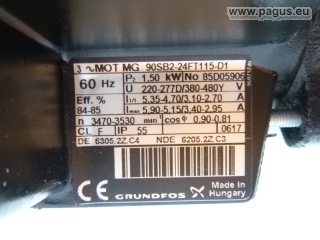 www.pagus.eu
3~MOT MG 90SB2-24FT115-D1
60 Hz
P₂ 1,50 kW No 85D05906
U 220-277D/380-480Y V
Eff. %
84-85
I₁/₁ 5.35-4.70/3.10-2.70 A
Iₘₐₓ 5,90-5.15/3.40-2.95 A
n 3470-3530 min⁻¹ cosφ 0,90-0.81
CL F IP 55 0617
DE 6305.2Z.C4 NDE 6205.2Z.C3
CE GRUNDFOS Made in
Hungary